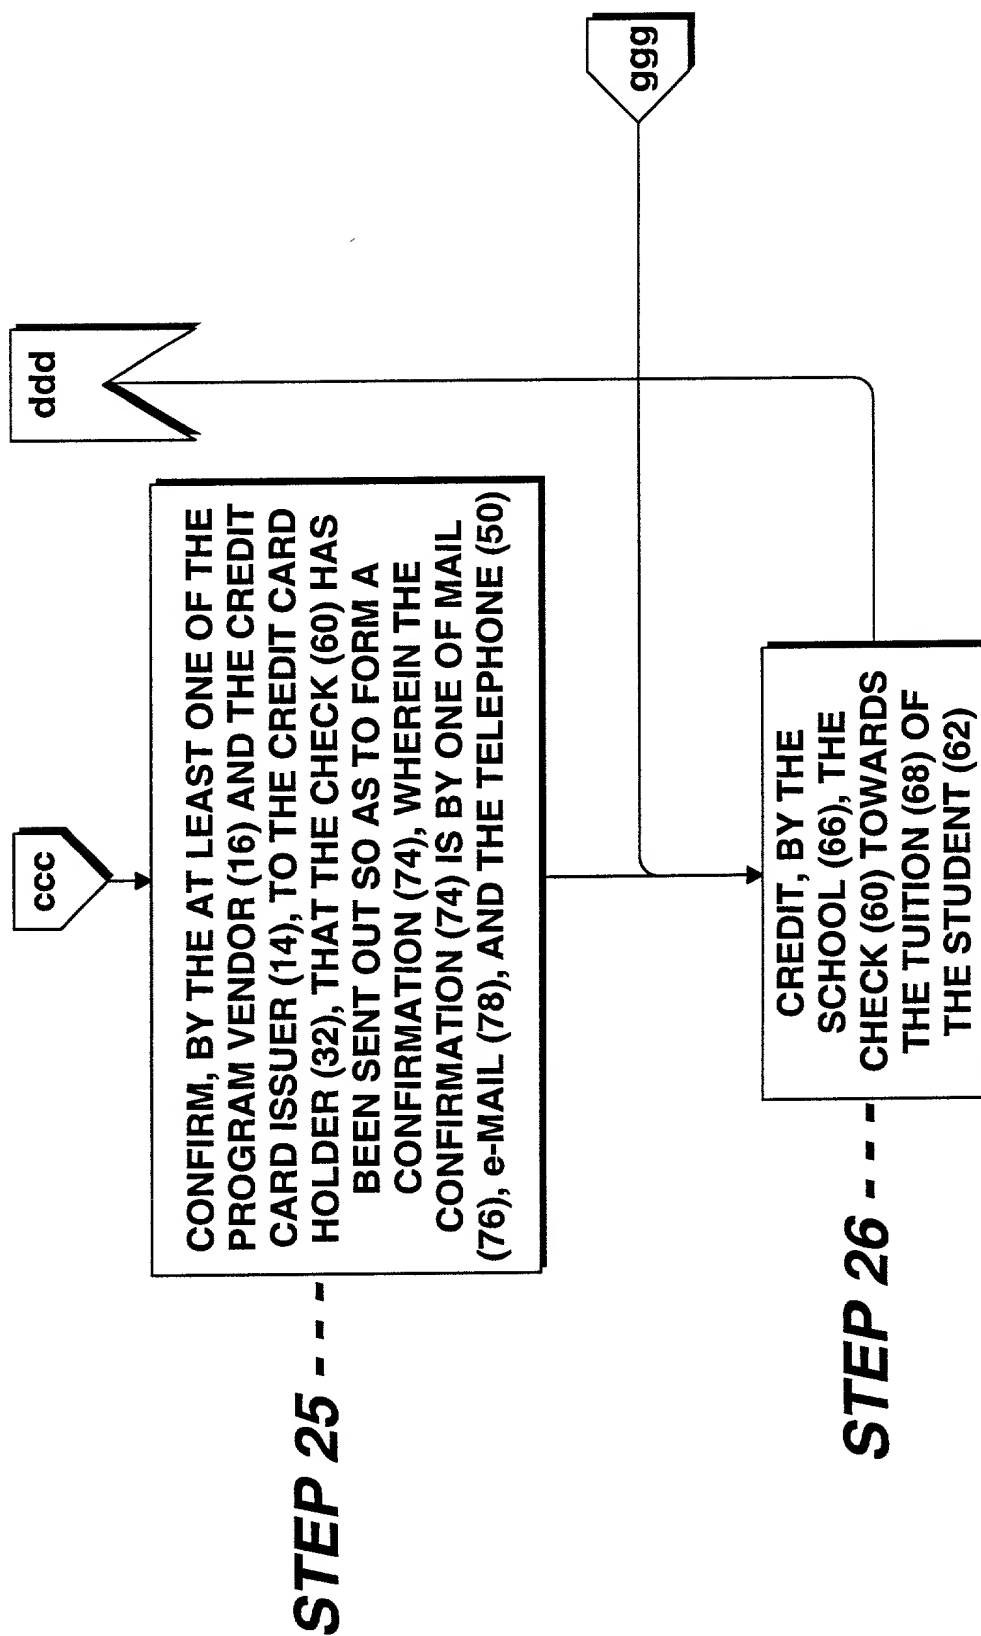 ccc
ddd
CONFIRM, BY THE AT LEAST ONE OF THE
PROGRAM VENDOR (16) AND THE CREDIT
CARD ISSUER (14), TO THE CREDIT CARD
HOLDER (32), THAT THE CHECK (60) HAS
BEEN SENT OUT SO AS TO FORM A
CONFIRMATION (74), WHEREIN THE
CONFIRMATION (74) IS BY ONE OF MAIL
(76), e-MAIL (78), AND THE TELEPHONE (50)
STEP 25 - - -
ggg
CREDIT, BY THE
SCHOOL (66), THE
CHECK (60) TOWARDS
THE TUITION (68) OF
THE STUDENT (62)
STEP 26 - - -